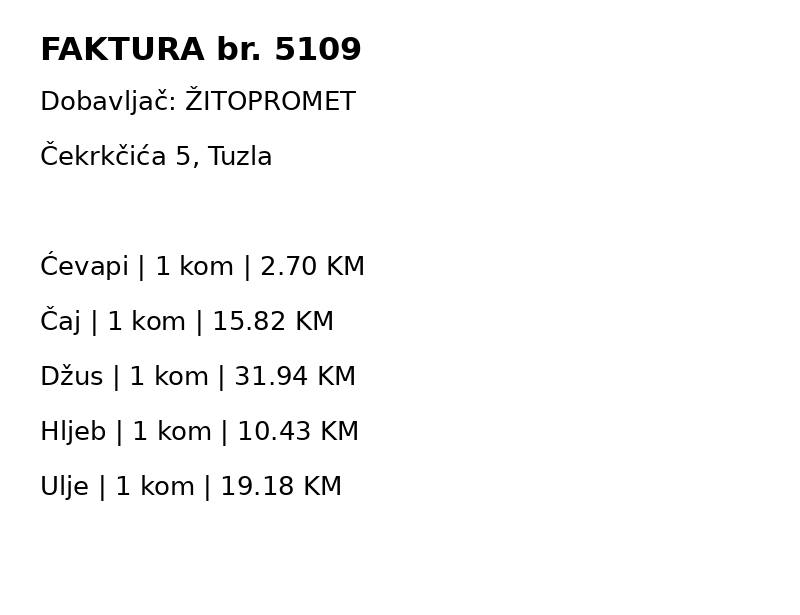 FAKTURA br. 5109
Dobavljač: ŽITOPROMET
Čekrkčića 5, Tuzla
Ćevapi | 1 kom | 2.70 KM
Čaj | 1 kom | 15.82 KM
Džus | 1 kom | 31.94 KM
Hljeb | 1 kom | 10.43 KM
Ulje | 1 kom | 19.18 KM